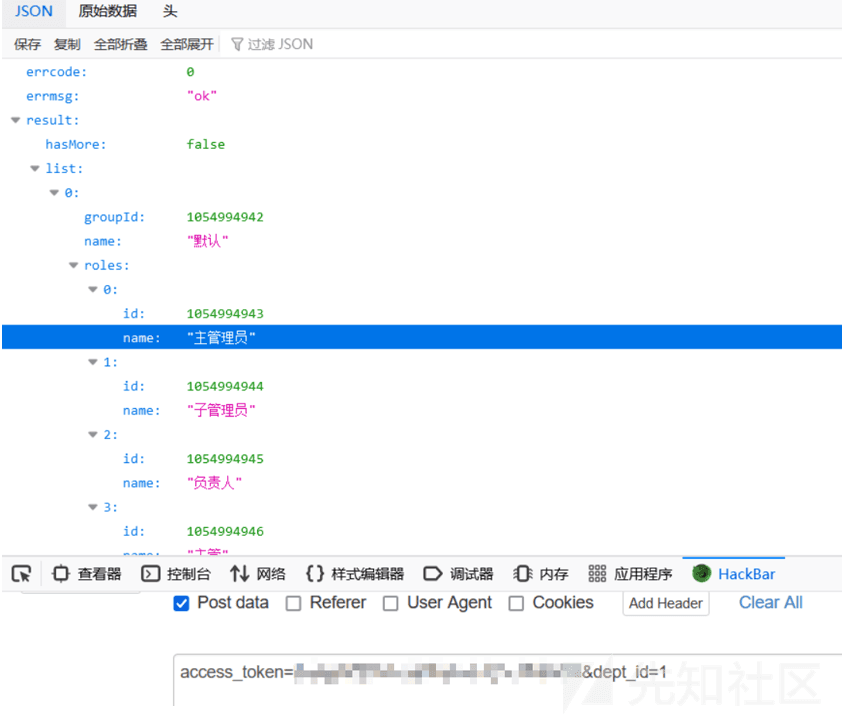 JSON 原始数据 头
保存 复制 全部折叠 全部展开 过滤 JSON
errcode: 0
errmsg: "ok"
result:
hasMore: false
list:
0:
groupId: 1054994942
name: "默认"
roles:
0:
id: 1054994943
name: "主管理员"
1:
id: 1054994944
name: "子管理员"
2:
id: 1054994945
name: "负责人"
3:
id: 1054994946
name: "主管"
查看器 控制台 网络 样式编辑器 调试器 内存 应用程序 HackBar
Post data Referer User Agent Cookies Add Header Clear All
access_token= &dept_id=1
先知社区